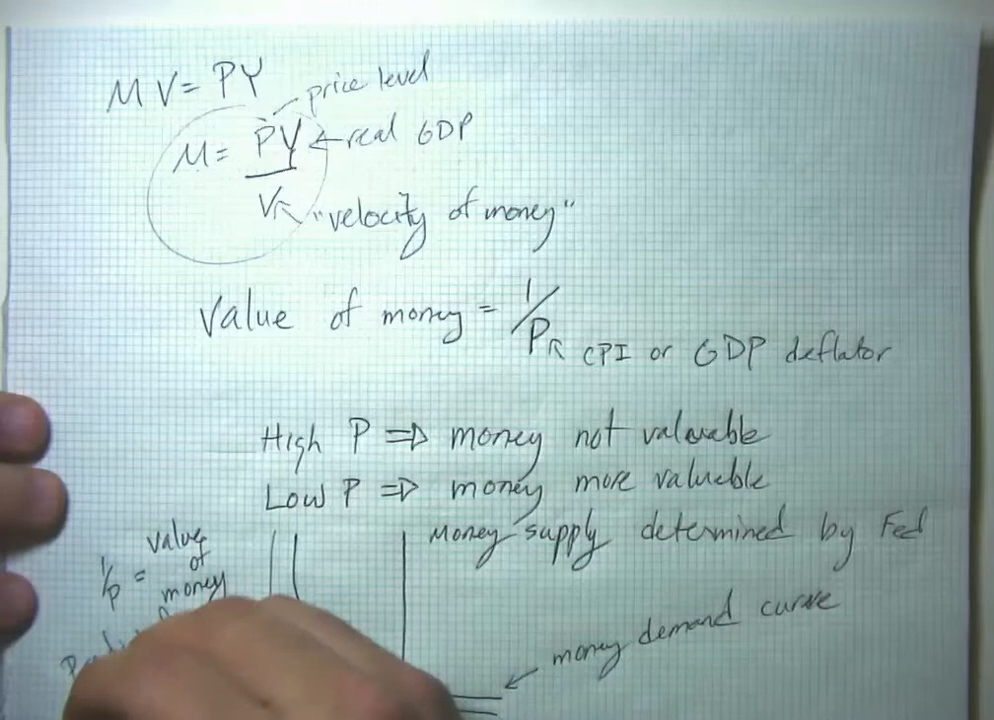 MV = PY
price level
M = PY/V ← real GDP
"velocity of money"
Value of money = 1/P CPI or GDP deflator
High P ⇒ money not valuable
Low P ⇒ money more valuable
Money supply determined by Fed
1/P = value of money
money demand curve